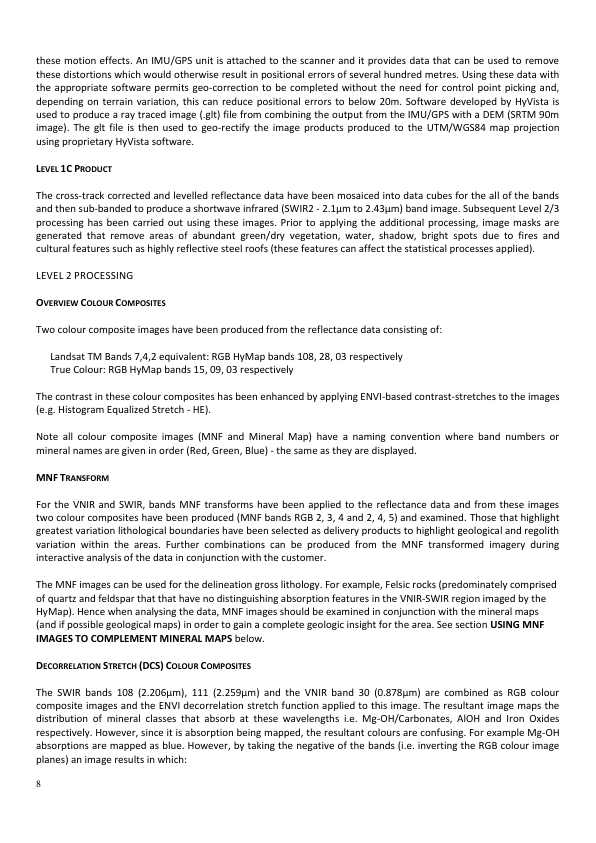 these motion effects. An IMU/GPS unit is attached to the scanner and it provides data that can be used to remove
these distortions which would otherwise result in positional errors of several hundred metres. Using these data with
the appropriate software permits geo-correction to be completed without the need for control point picking and,
depending on terrain variation, this can reduce positional errors to below 20m. Software developed by HyVista is
used to produce a ray traced image (.glt) file from combining the output from the IMU/GPS with a DEM (SRTM 90m
image). The glt file is then used to geo-rectify the image products produced to the UTM/WGS84 map projection
using proprietary HyVista software.
LEVEL 1C PRODUCT
The cross-track corrected and levelled reflectance data have been mosaiced into data cubes for the all of the bands
and then sub-banded to produce a shortwave infrared (SWIR2 - 2.1µm to 2.43µm) band image. Subsequent Level 2/3
processing has been carried out using these images. Prior to applying the additional processing, image masks are
generated that remove areas of abundant green/dry vegetation, water, shadow, bright spots due to fires and
cultural features such as highly reflective steel roofs (these features can affect the statistical processes applied).
LEVEL 2 PROCESSING
OVERVIEW COLOUR COMPOSITES
Two colour composite images have been produced from the reflectance data consisting of:
Landsat TM Bands 7,4,2 equivalent: RGB HyMap bands 108, 28, 03 respectively
True Colour: RGB HyMap bands 15, 09, 03 respectively
The contrast in these colour composites has been enhanced by applying ENVI-based contrast-stretches to the images
(e.g. Histogram Equalized Stretch - HE).
Note all colour composite images (MNF and Mineral Map) have a naming convention where band numbers or
mineral names are given in order (Red, Green, Blue) - the same as they are displayed.
MNF TRANSFORM
For the VNIR and SWIR, bands MNF transforms have been applied to the reflectance data and from these images
two colour composites have been produced (MNF bands RGB 2, 3, 4 and 2, 4, 5) and examined. Those that highlight
greatest variation lithological boundaries have been selected as delivery products to highlight geological and regolith
variation within the areas. Further combinations can be produced from the MNF transformed imagery during
interactive analysis of the data in conjunction with the customer.
The MNF images can be used for the delineation gross lithology. For example, Felsic rocks (predominately comprised
of quartz and feldspar that that have no distinguishing absorption features in the VNIR-SWIR region imaged by the
HyMap). Hence when analysing the data, MNF images should be examined in conjunction with the mineral maps
(and if possible geological maps) in order to gain a complete geologic insight for the area. See section USING MNF
IMAGES TO COMPLEMENT MINERAL MAPS below.
DECORRELATION STRETCH (DCS) COLOUR COMPOSITES
The SWIR bands 108 (2.206µm), 111 (2.259µm) and the VNIR band 30 (0.878µm) are combined as RGB colour
composite images and the ENVI decorrelation stretch function applied to this image. The resultant image maps the
distribution of mineral classes that absorb at these wavelengths i.e. Mg-OH/Carbonates, AlOH and Iron Oxides
respectively. However, since it is absorption being mapped, the resultant colours are confusing. For example Mg-OH
absorptions are mapped as blue. However, by taking the negative of the bands (i.e. inverting the RGB colour image
planes) an image results in which:
8